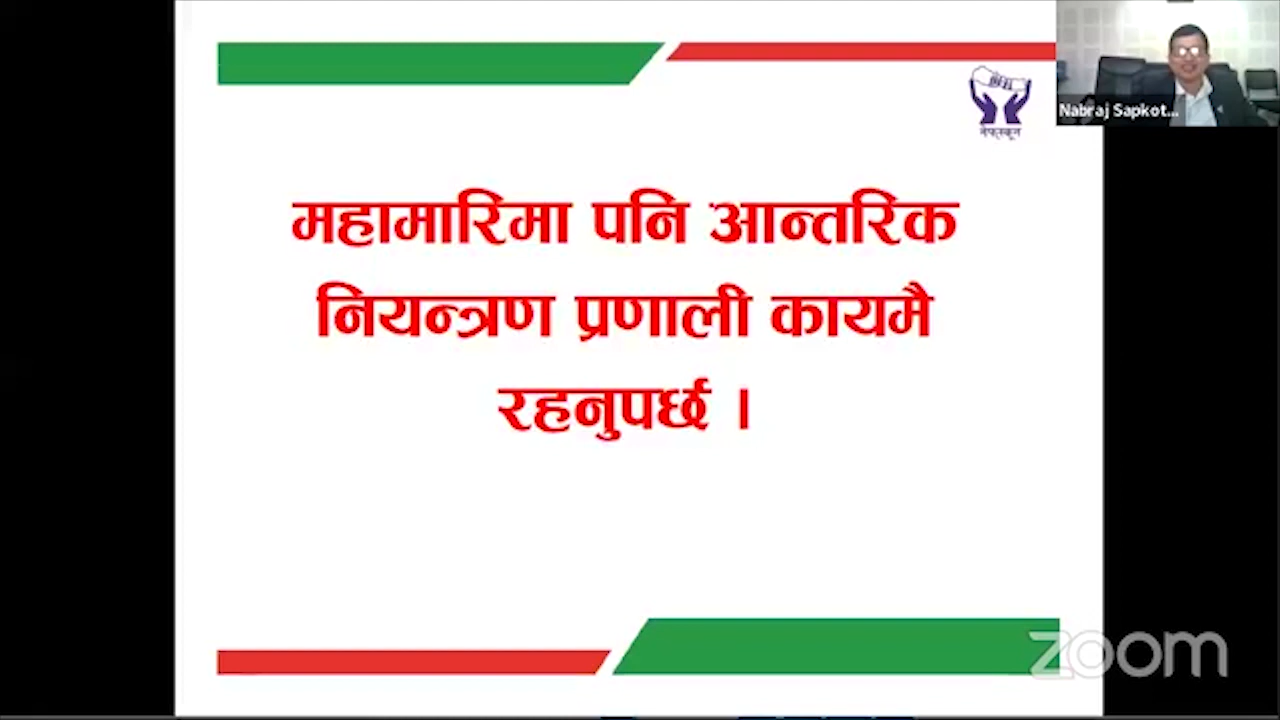 Nabraj Sapkot...
नेफ्स्कून
महामारिमा पनि आन्तरिक
नियन्त्रण प्रणाली कायमै
रहनुपर्छ ।
zoom